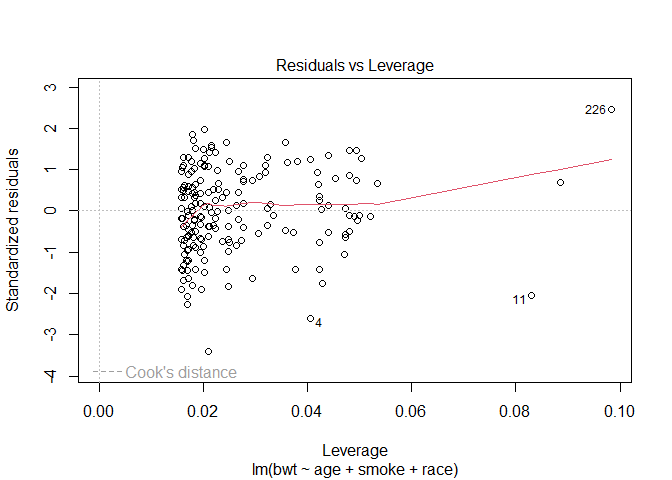 Residuals vs Leverage
Standardized residuals
3
2
1
0
-1
-2
-3
-4
226
11
4
Cook's distance
0.00 0.02 0.04 0.06 0.08 0.10
Leverage
lm(bwt ~ age + smoke + race)